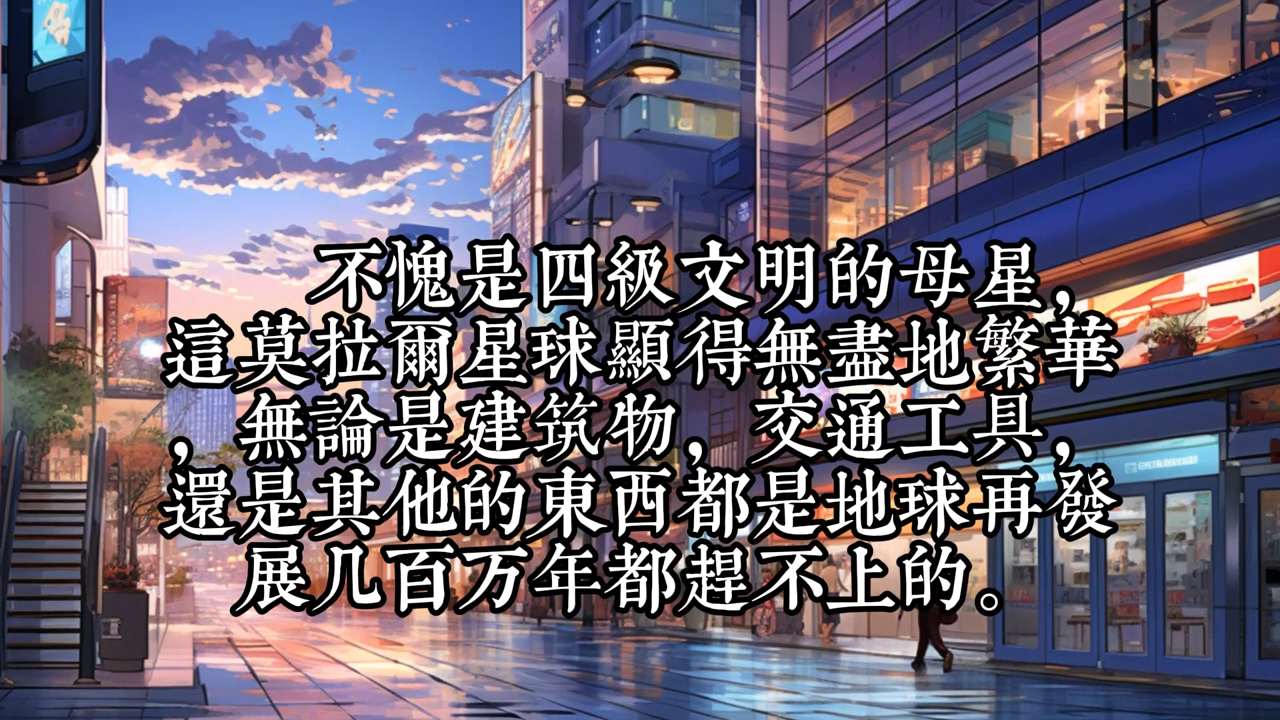 不愧是四級文明的母星，
這莫拉爾星球顯得無盡地繁華
，無論是建筑物，交通工具，
還是其他的東西都是地球再發
展几百万年都趕不上的。